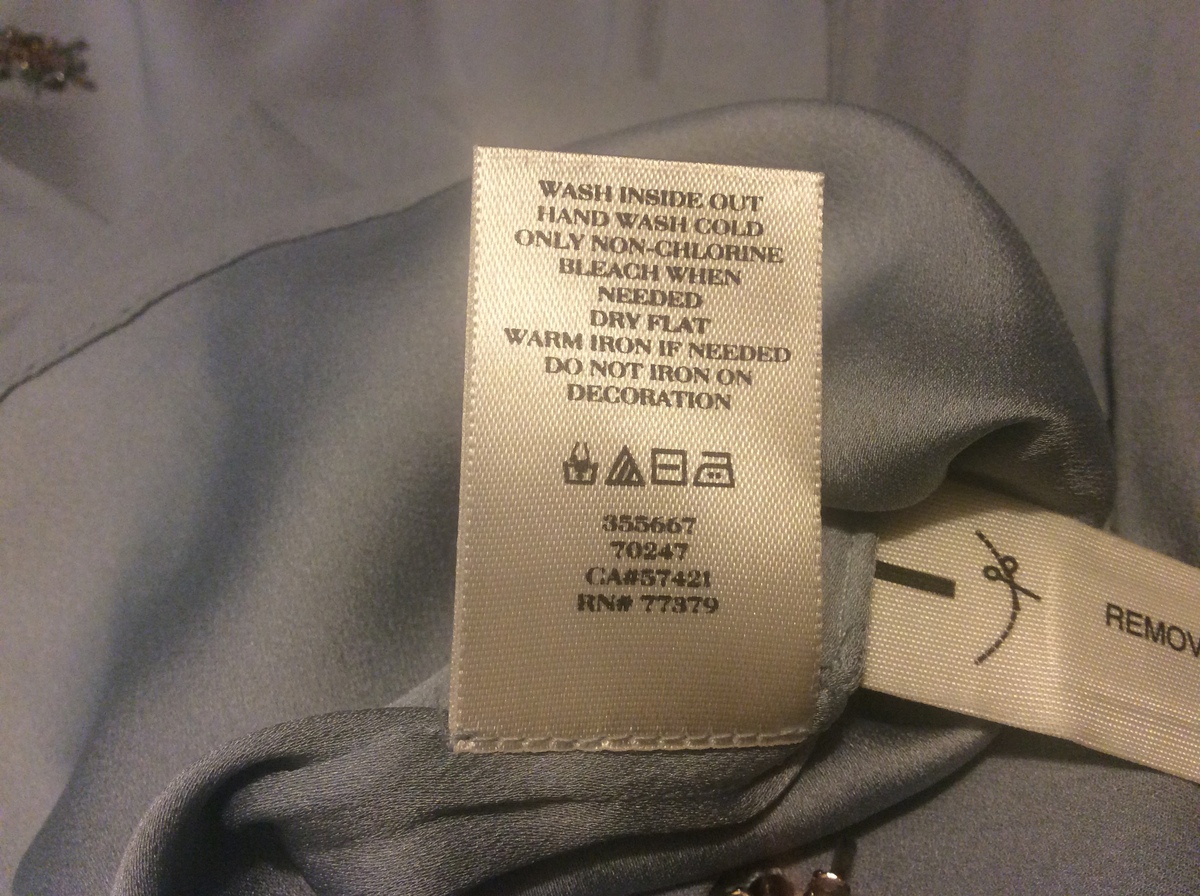 WASH INSIDE OUT
HAND WASH COLD
ONLY NON-CHLORINE
BLEACH WHEN
NEEDED
DRY FLAT
WARM IRON IF NEEDED
DO NOT IRON ON
DECORATION
355667
70247
CA#57421
RN# 77379
REMOV